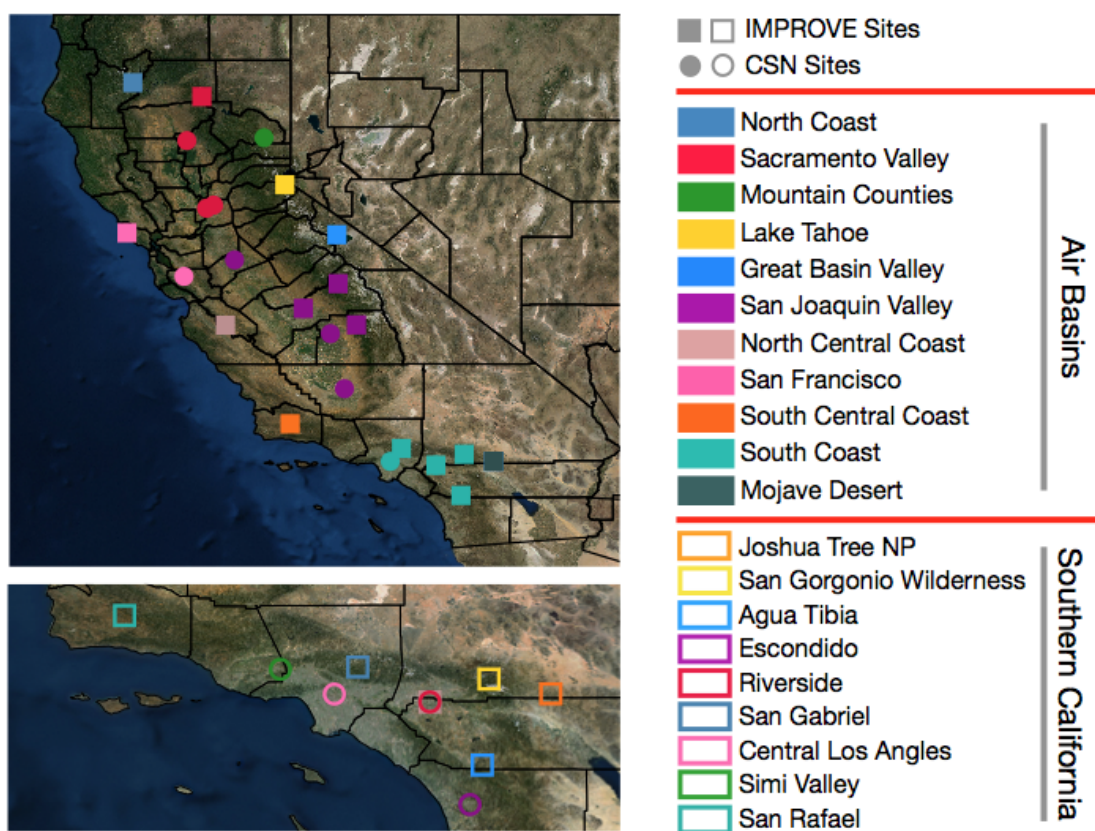 IMPROVE Sites
CSN Sites
North Coast
Sacramento Valley
Mountain Counties
Lake Tahoe
Great Basin Valley
San Joaquin Valley
North Central Coast
San Francisco
South Central Coast
South Coast
Mojave Desert
Air Basins
Joshua Tree NP
San Gorgonio Wilderness
Agua Tibia
Escondido
Riverside
San Gabriel
Central Los Angles
Simi Valley
San Rafael
Southern California